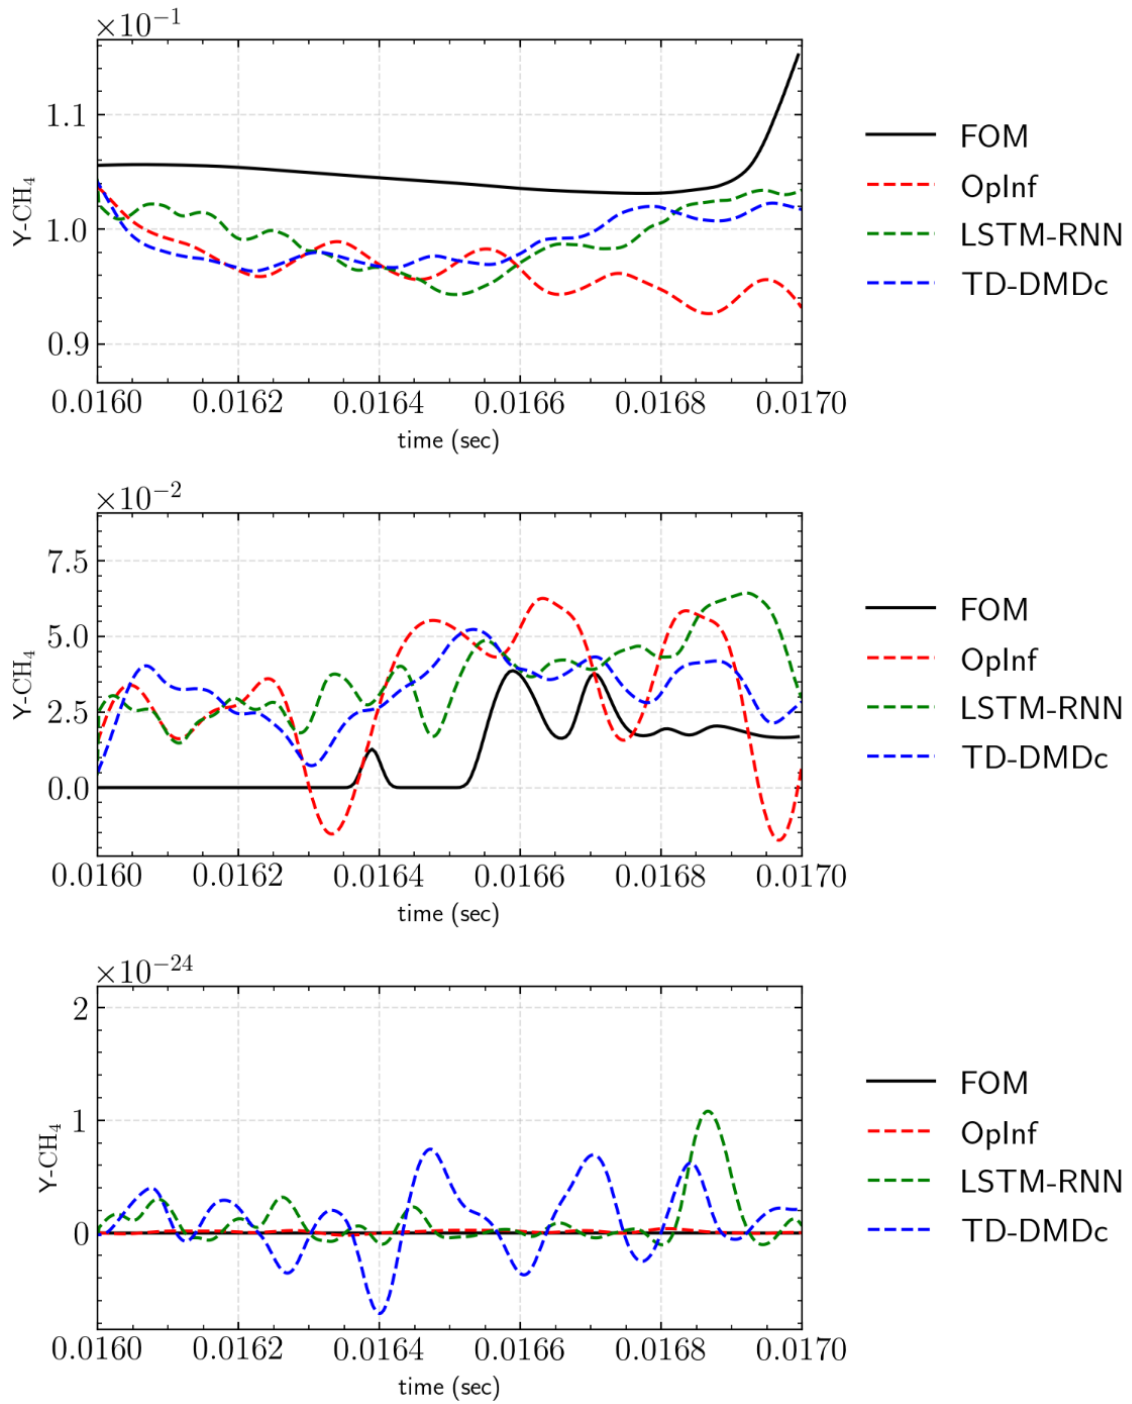 ×10⁻¹
1.1
1.0
0.9
Y-CH₄
0.0160 0.0162 0.0164 0.0166 0.0168 0.0170
time (sec)
FOM
OpInf
LSTM-RNN
TD-DMDc
×10⁻²
7.5
5.0
2.5
0.0
Y-CH₄
0.0160 0.0162 0.0164 0.0166 0.0168 0.0170
time (sec)
FOM
OpInf
LSTM-RNN
TD-DMDc
×10⁻²⁴
2
1
0
Y-CH₄
0.0160 0.0162 0.0164 0.0166 0.0168 0.0170
time (sec)
FOM
OpInf
LSTM-RNN
TD-DMDc